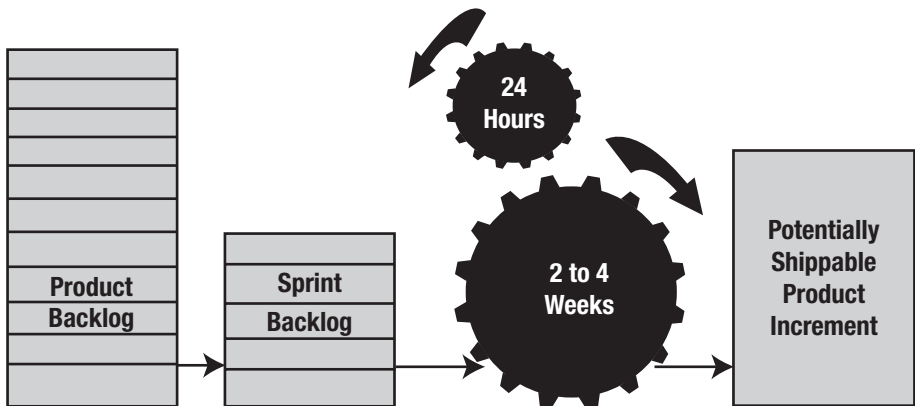 Product
Backlog
Sprint
Backlog
24
Hours
2 to 4
Weeks
Potentially
Shippable
Product
Increment